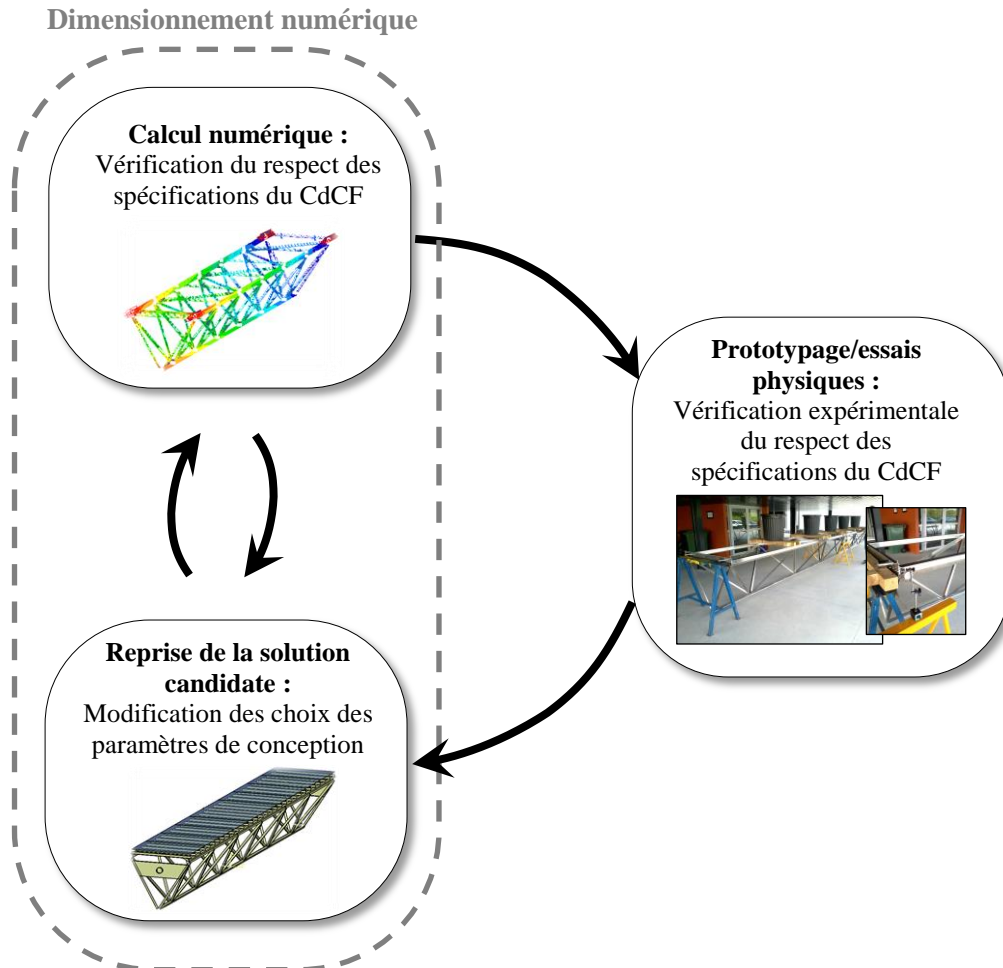 Dimensionnement numérique
Calcul numérique :
Vérification du respect des
spécifications du CdCF
Prototypage/essais
physiques :
Vérification expérimentale
du respect des
spécifications du CdCF
Reprise de la solution
candidate :
Modification des choix des
paramètres de conception